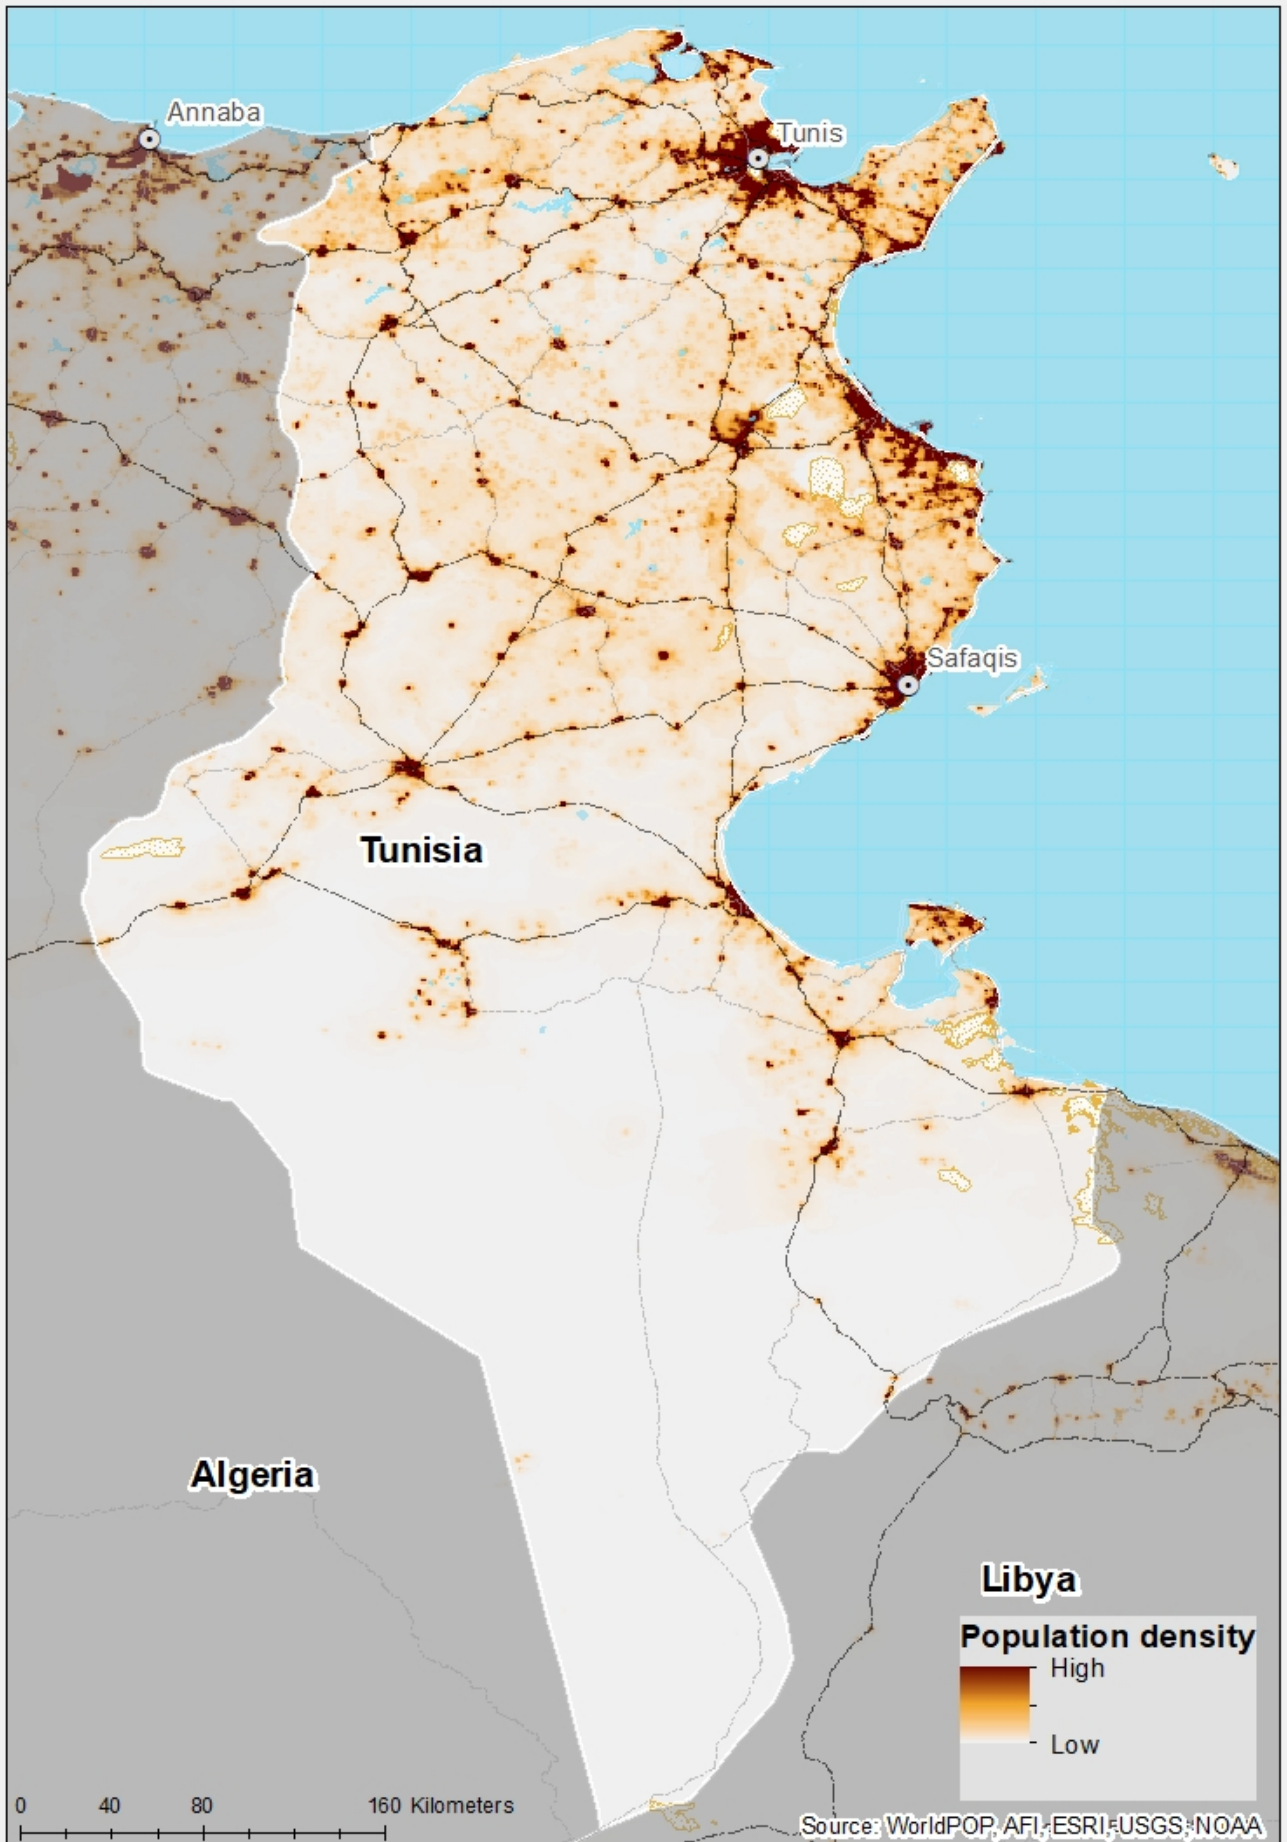 Annaba
Tunis
Safaqis
Tunisia
Algeria
Libya
Population density
High
Low
0 40 80 160 Kilometers
Source: WorldPOP, AFI, ESRI, USGS, NOAA